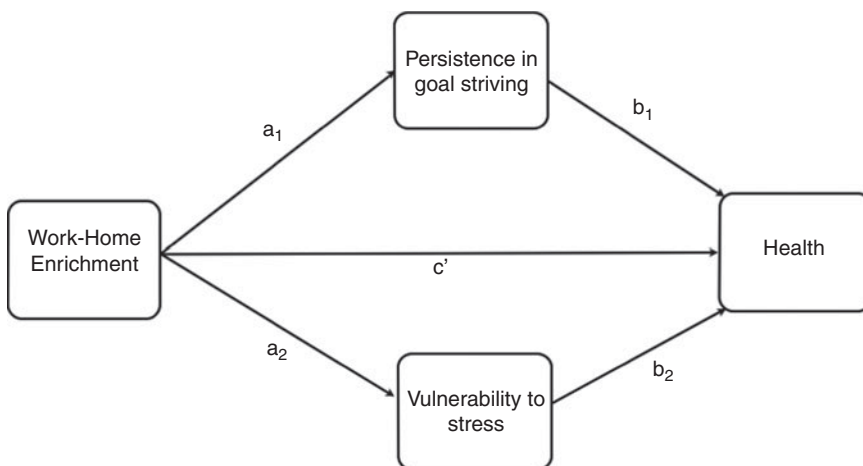 Persistence in
goal striving
a₁
b₁
Work-Home
Enrichment
Health
c'
a₂
b₂
Vulnerability to
stress